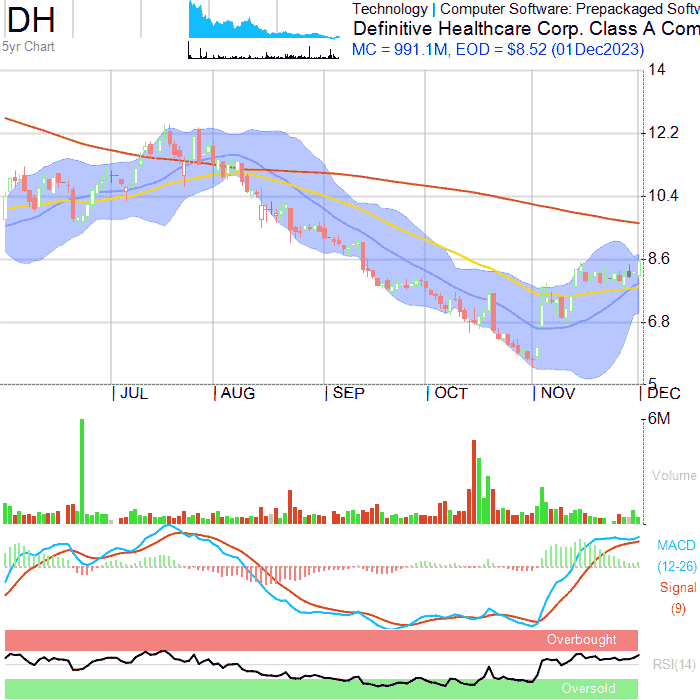 DH
5yr Chart
Technology | Computer Software: Prepackaged Softw
Definitive Healthcare Corp. Class A Com
MC = 991.1M, EOD = $8.52 (01Dec2023)
14
12.2
10.4
8.6
6.8
5
JUL AUG SEP OCT NOV DEC
6M
Volume
MACD
(12-26)
Signal
(9)
Overbought
RSI(14)
Oversold